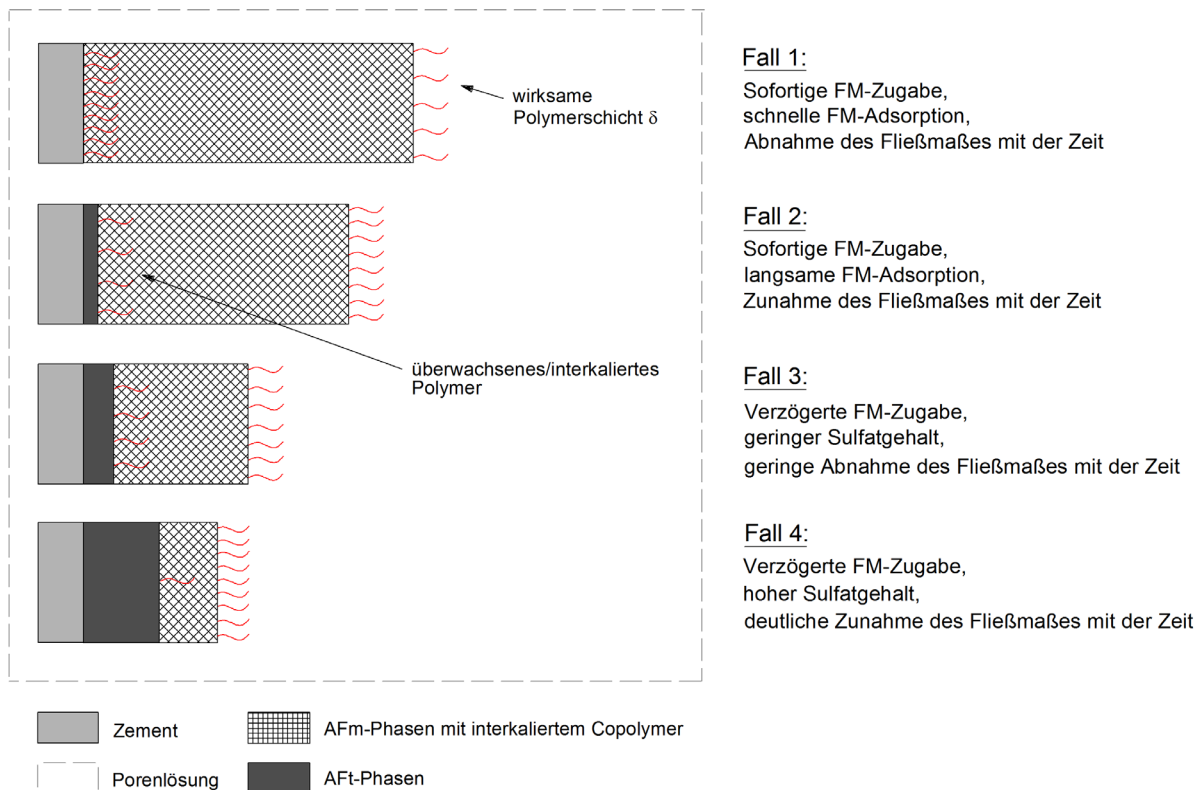 wirksame
Polymerschicht δ
überwachsenes/interkaliertes
Polymer
Fall 1:
Sofortige FM-Zugabe,
schnelle FM-Adsorption,
Abnahme des Fließmaßes mit der Zeit
Fall 2:
Sofortige FM-Zugabe,
langsame FM-Adsorption,
Zunahme des Fließmaßes mit der Zeit
Fall 3:
Verzögerte FM-Zugabe,
geringer Sulfatgehalt,
geringe Abnahme des Fließmaßes mit der Zeit
Fall 4:
Verzögerte FM-Zugabe,
hoher Sulfatgehalt,
deutliche Zunahme des Fließmaßes mit der Zeit
Zement
AFm-Phasen mit interkaliertem Copolymer
Porenlösung
AFt-Phasen